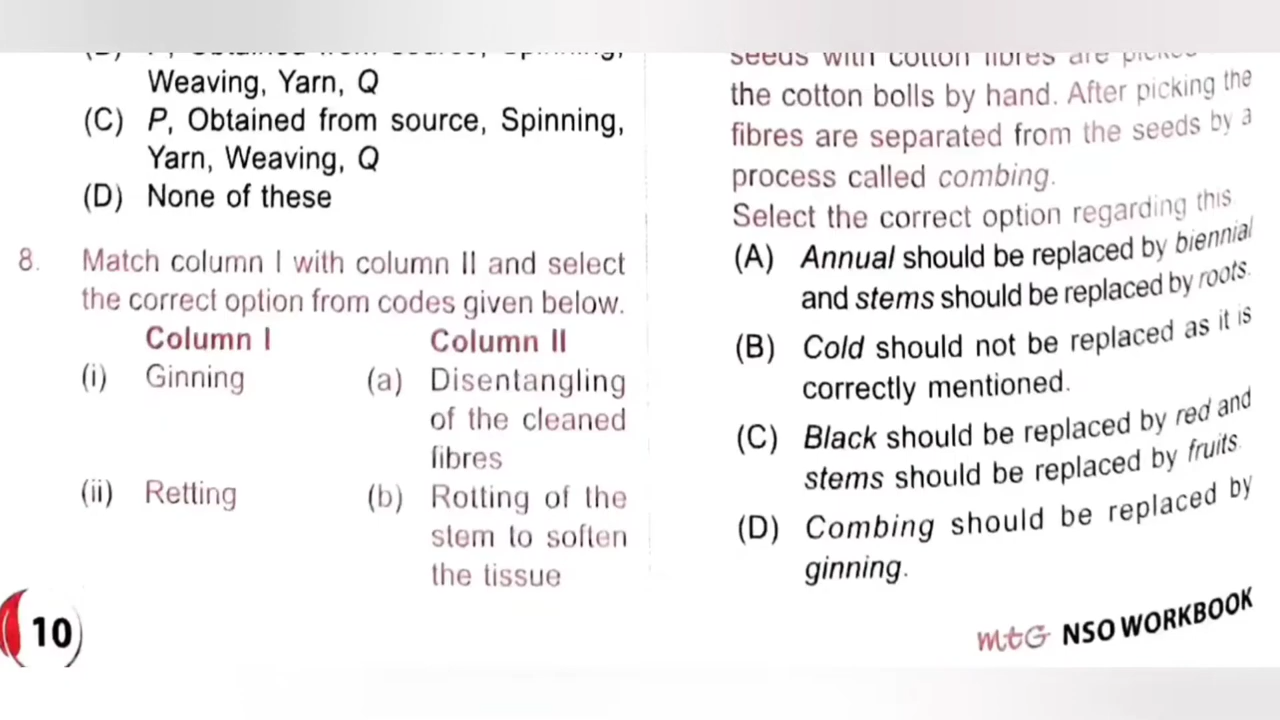 Weaving, Yarn, Q
(C) P, Obtained from source, Spinning,
Yarn, Weaving, Q
(D) None of these
8. Match column I with column II and select
the correct option from codes given below.
Column I Column II
(i) Ginning (a) Disentangling
of the cleaned
fibres
(ii) Retting (b) Rotting of the
stem to soften
the tissue
10
seeds with cotton fibres are
the cotton bolls by hand. After picking the
fibres are separated from the seeds by a
process called combing.
Select the correct option regarding this
(A) Annual should be replaced by biennial
and stems should be replaced by roots.
(B) Cold should not be replaced as it is
correctly mentioned.
(C) Black should be replaced by red and
stems should be replaced by fruits.
(D) Combing should be replaced by
ginning.
mtG NSO WORKBOOK